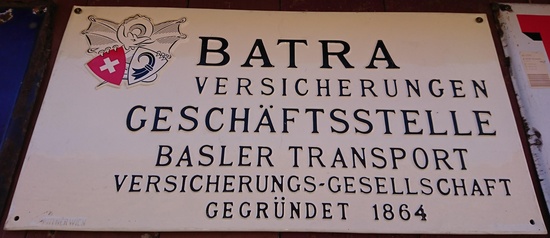 BATRA
VERSICHERUNGEN
GESCHÄFTSSTELLE
BASLER TRANSPORT
VERSICHERUNGS-GESELLSCHAFT
GEGRÜNDET 1864